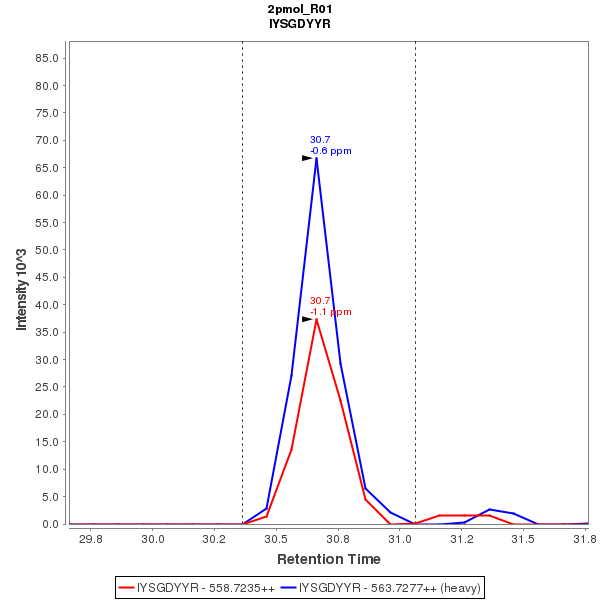 2pmol_R01
IYSGDYYR
85.0
80.0
75.0
70.0
65.0
60.0
55.0
50.0
45.0
40.0
35.0
30.0
25.0
20.0
15.0
10.0
5.0
0.0
Intensity 10^3
30.7
-0.6 ppm
30.7
-1.1 ppm
29.8 30.0 30.2 30.5 30.8 31.0 31.2 31.5 31.8
Retention Time
IYSGDYYR - 558.7235++ IYSGDYYR - 563.7277++ (heavy)